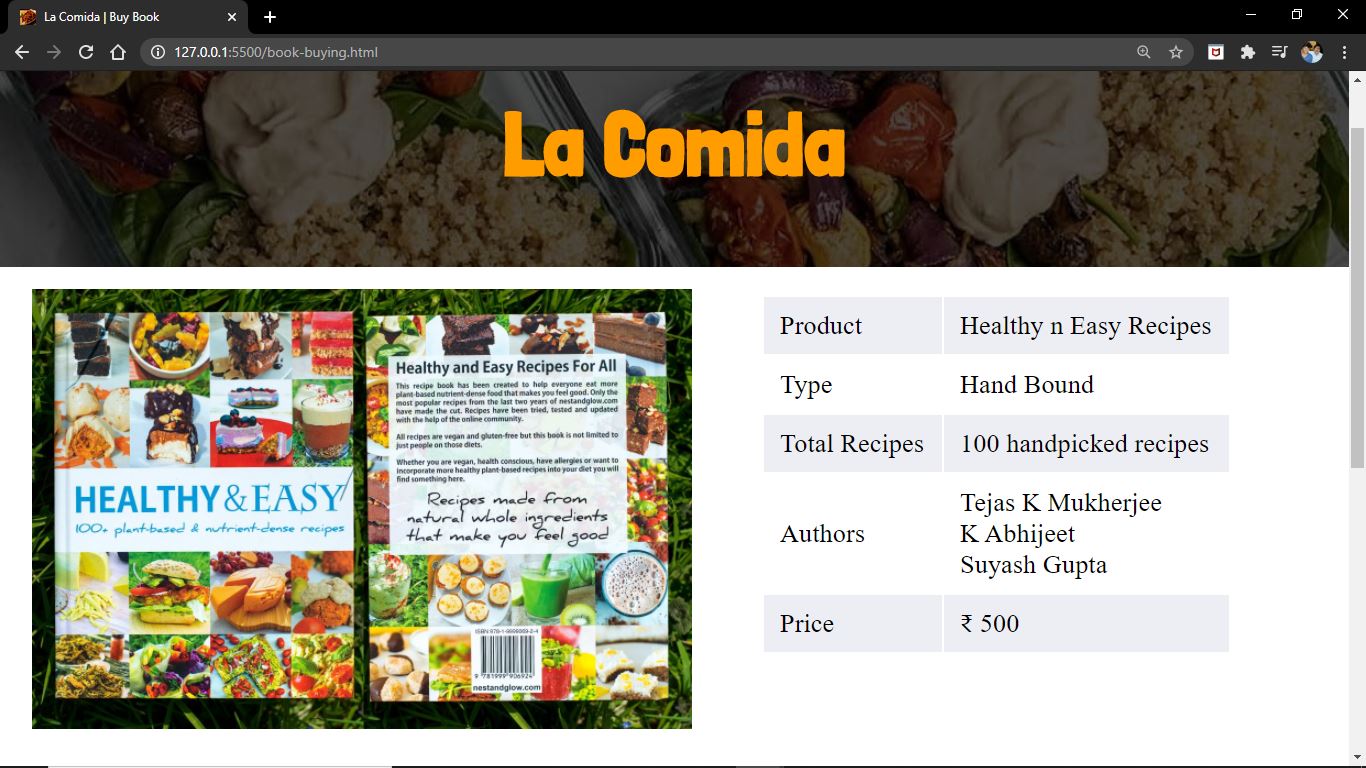 La Comida | Buy Book
127.0.0.1:5500/book-buying.html
La Comida
HEALTHY & EASY
100+ plant-based & nutrient-dense recipes
Healthy and Easy Recipes For All
This recipe book has been created to help everyone eat more
plant-based nutrient-dense food that makes you feel good. Only the
most popular recipes from the last two years of nestandglow.com
have made the cut. Recipes have been tried, tested and updated
with the help of the online community.
All recipes are vegan and gluten-free but this book is not limited to
just people on those diets.
Whether you are vegan, health conscious, have allergies or want to
incorporate more healthy plant-based recipes into your diet you will
find something here.
Recipes made from
natural whole ingredients
that make you feel good
9 781999 906924
nestandglow.com
Product Healthy n Easy Recipes
Type Hand Bound
Total Recipes 100 handpicked recipes
Authors Tejas K Mukherjee
K Abhijeet
Suyash Gupta
Price ₹ 500